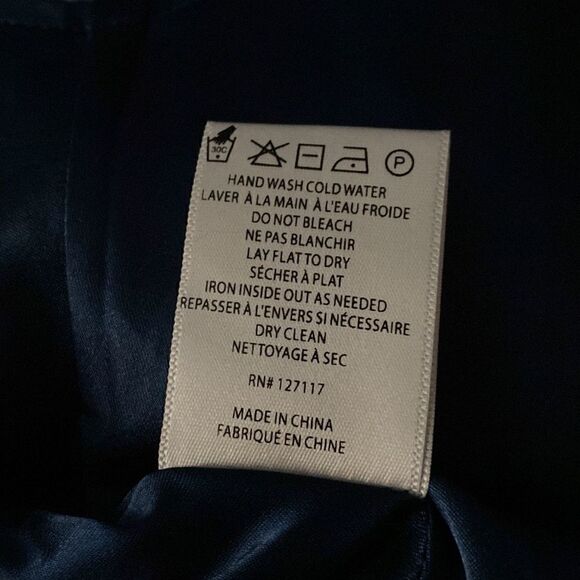 30C P
HAND WASH COLD WATER
LAVER À LA MAIN À L'EAU FROIDE
DO NOT BLEACH
NE PAS BLANCHIR
LAY FLAT TO DRY
SÉCHER À PLAT
IRON INSIDE OUT AS NEEDED
REPASSER À L'ENVERS SI NÉCESSAIRE
DRY CLEAN
NETTOYAGE À SEC
RN# 127117
MADE IN CHINA
FABRIQUÉ EN CHINE